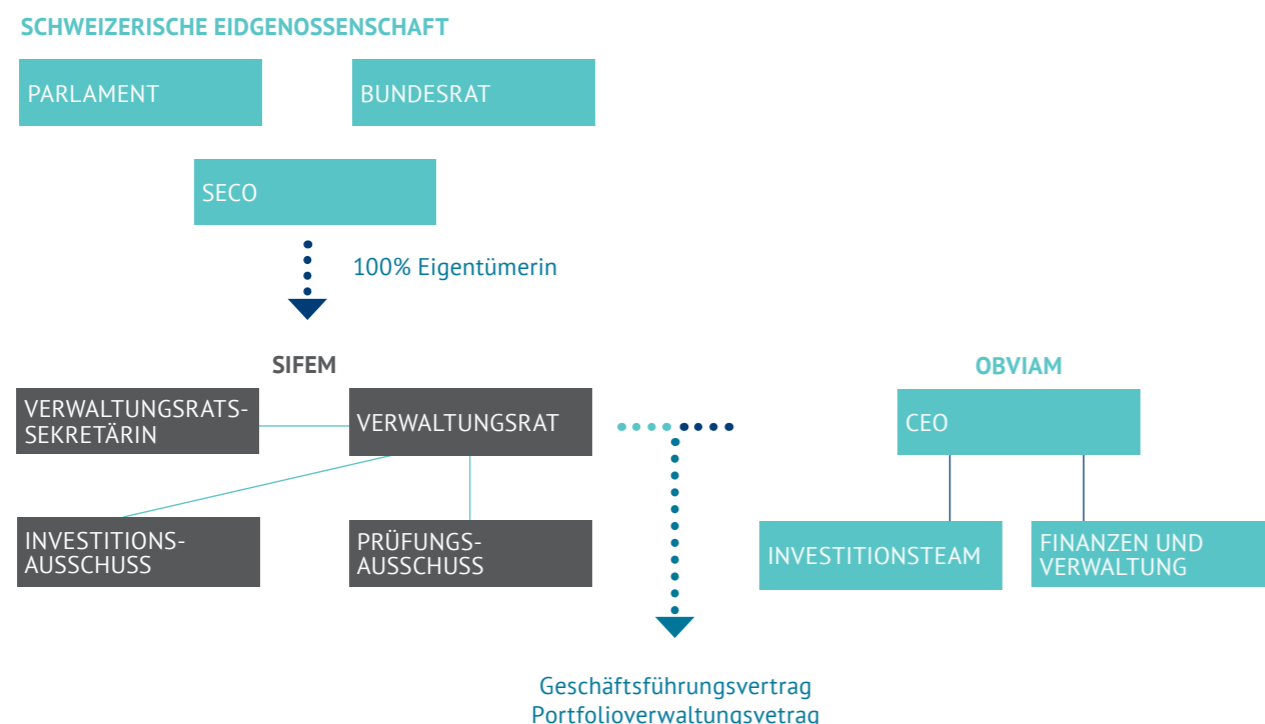 SCHWEIZERISCHE EIDGENOSSENSCHAFT
PARLAMENT
BUNDESRAT
SECO
100% Eigentümerin
SIFEM
VERWALTUNGSRATS-
SEKRETÄRIN
VERWALTUNGSRAT
INVESTITIONS-
AUSSCHUSS
PRÜFUNGS-
AUSSCHUSS
OBVIAM
CEO
INVESTITIONSTEAM
FINANZEN UND
VERWALTUNG
Geschäftsführungsvertrag
Portfolioverwaltungsvetrag